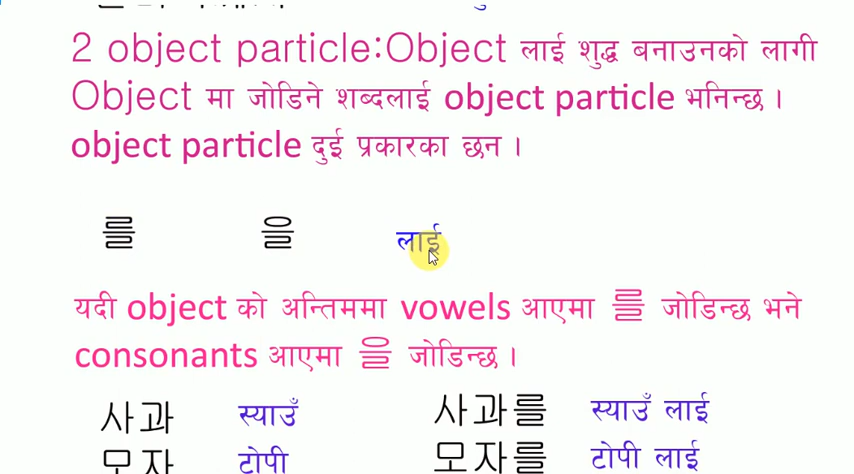 2 object particle:Object लाई शुद्ध बनाउनको लागी
Object मा जोडिने शब्दलाई object particle भनिन्छ ।
object particle दुई प्रकारका छन ।
를 을 लाई
यदी object को अन्तिममा vowels आएमा 를 जोडिन्छ भने
consonants आएमा 을 जोडिन्छ ।
사과 स्याउँ 사과를 स्याउँ लाई
모자 टोपी 모자를 टोपी लाई